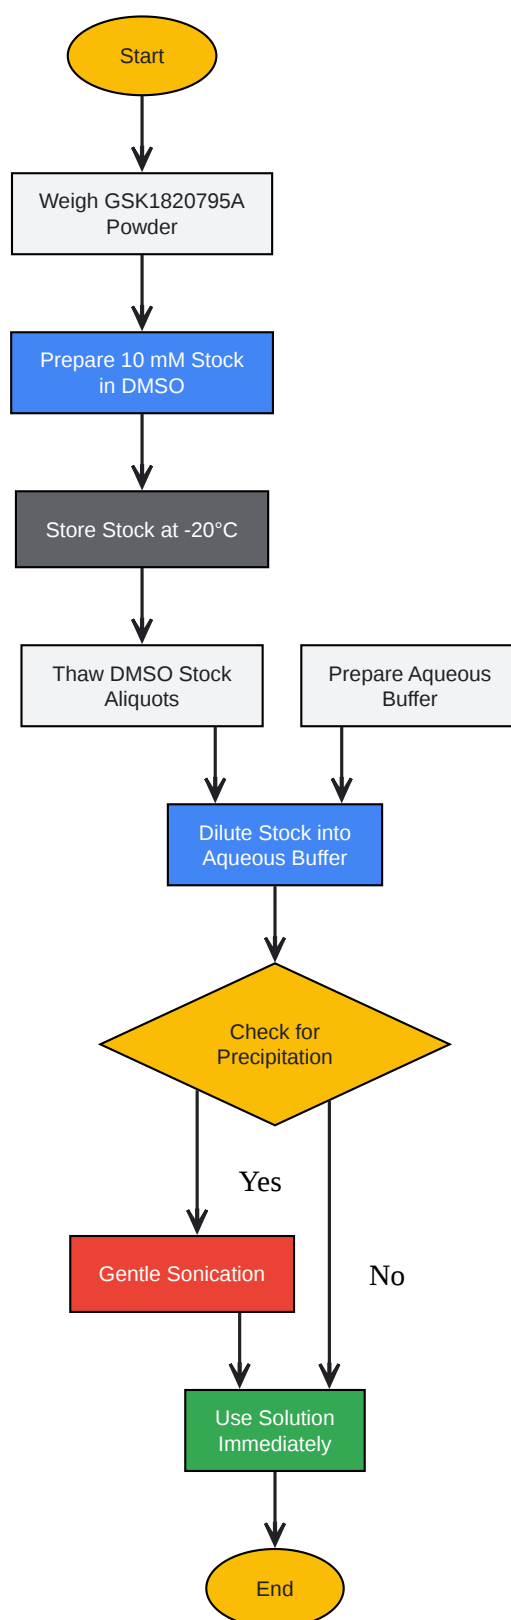 Start
Weigh GSK1820795A
Powder
Prepare 10 mM Stock
in DMSO
Store Stock at -20°C
Thaw DMSO Stock
Aliquots
Prepare Aqueous
Buffer
Dilute Stock into
Aqueous Buffer
Check for
Precipitation
Yes
Gentle Sonication
No
Use Solution
Immediately
End